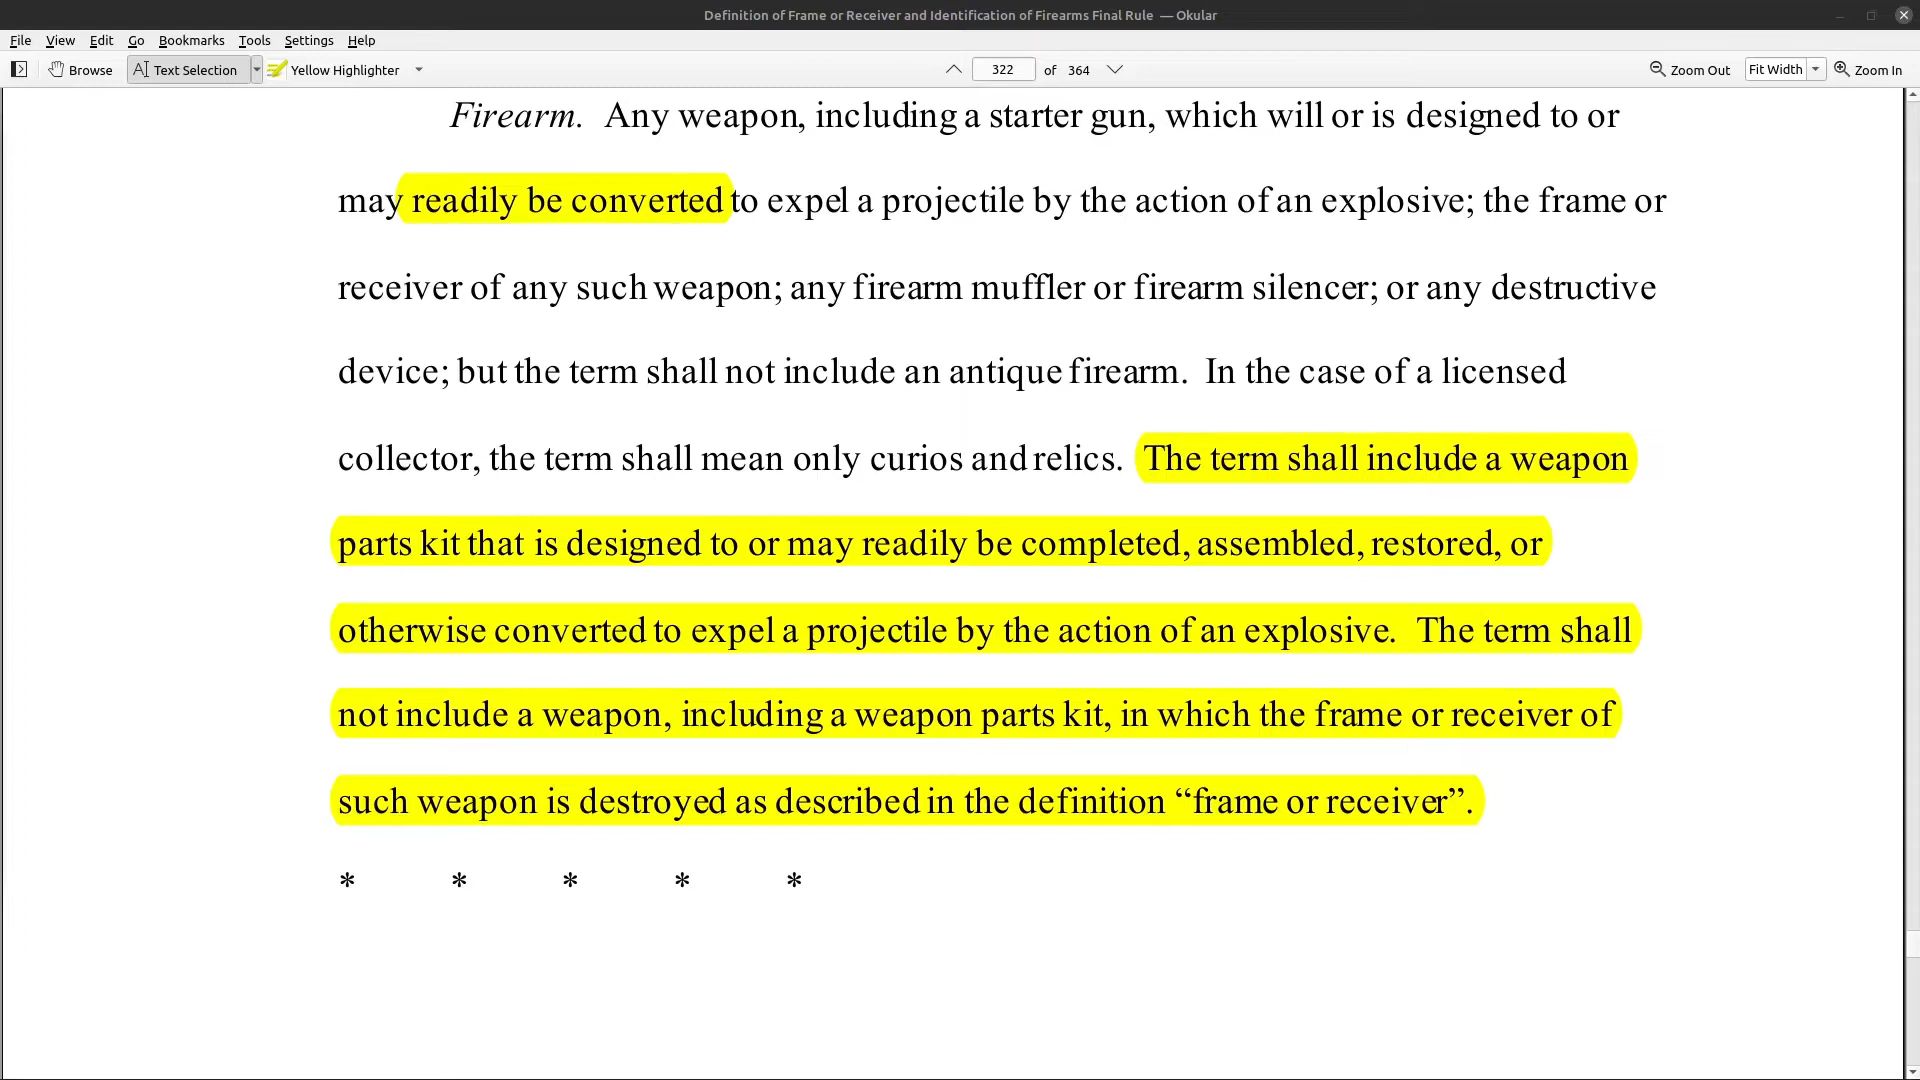 Definition of Frame or Receiver and Identification of Firearms Final Rule — Okular
File View Edit Go Bookmarks Tools Settings Help
Browse Text Selection Yellow Highlighter 322 of 364 Zoom Out Fit Width Zoom In
Firearm. Any weapon, including a starter gun, which will or is designed to or
may readily be converted to expel a projectile by the action of an explosive; the frame or
receiver of any such weapon; any firearm muffler or firearm silencer; or any destructive
device; but the term shall not include an antique firearm. In the case of a licensed
collector, the term shall mean only curios and relics. The term shall include a weapon
parts kit that is designed to or may readily be completed, assembled, restored, or
otherwise converted to expel a projectile by the action of an explosive. The term shall
not include a weapon, including a weapon parts kit, in which the frame or receiver of
such weapon is destroyed as described in the definition “frame or receiver”.
* * * * *